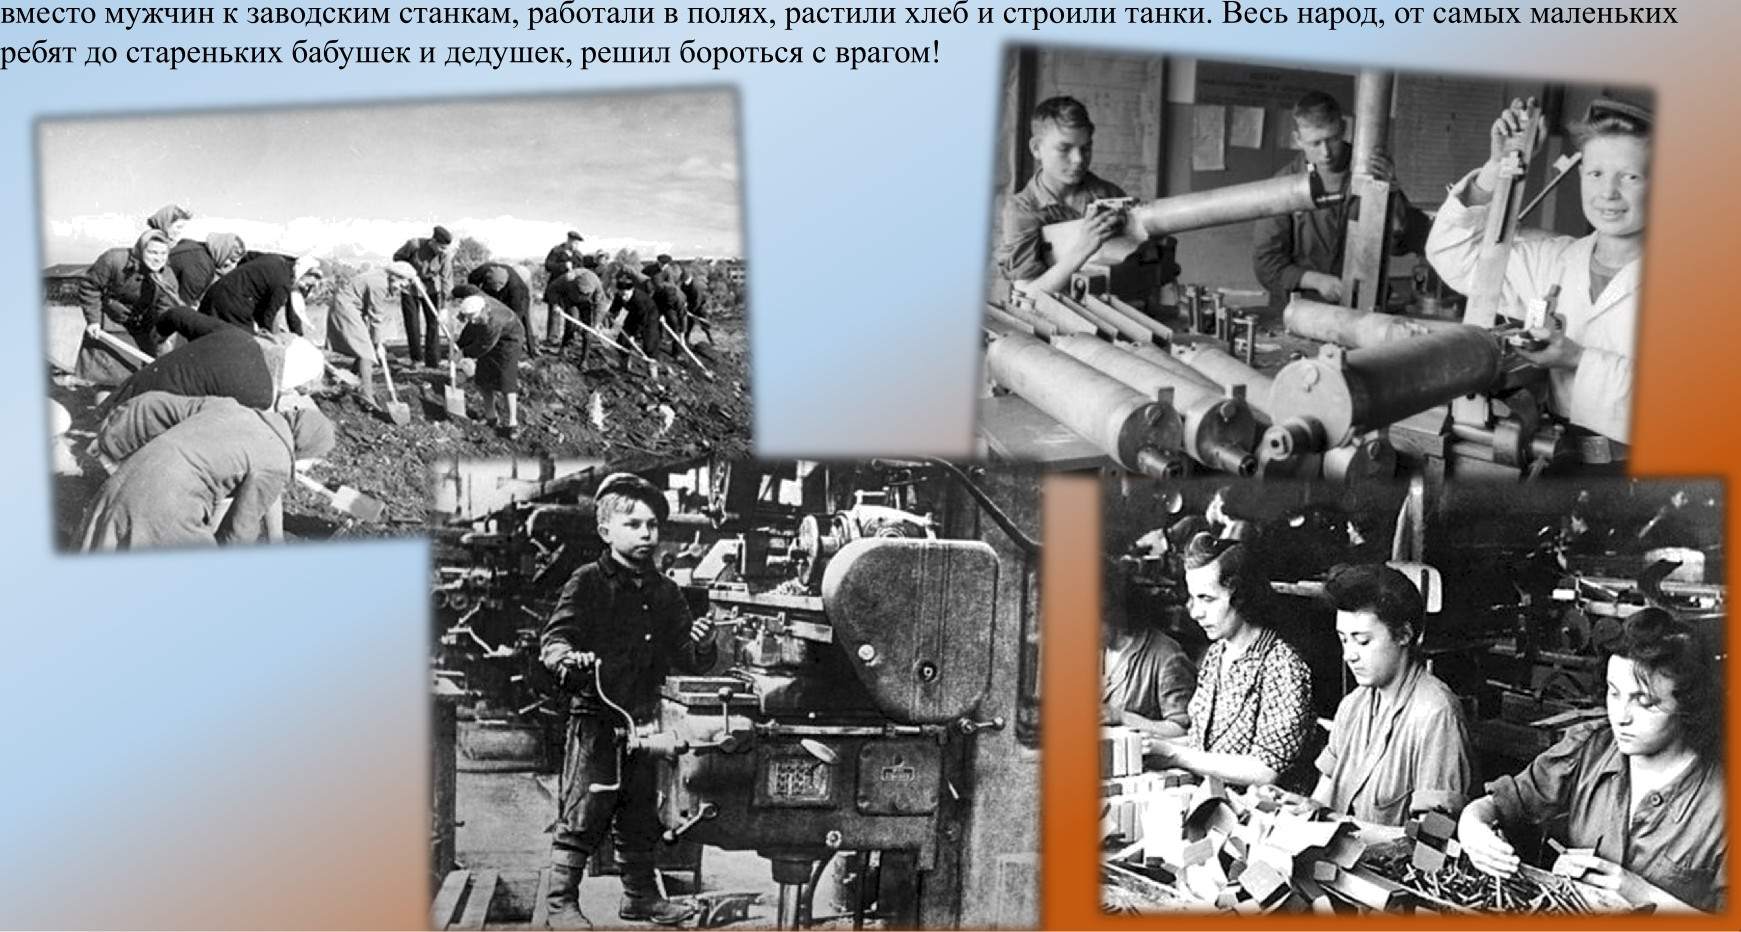 вместо мужчин к заводским станкам, работали в полях, растили хлеб и строили танки. Весь народ, от самых маленьких
ребят до стареньких бабушек и дедушек, решил бороться с врагом!